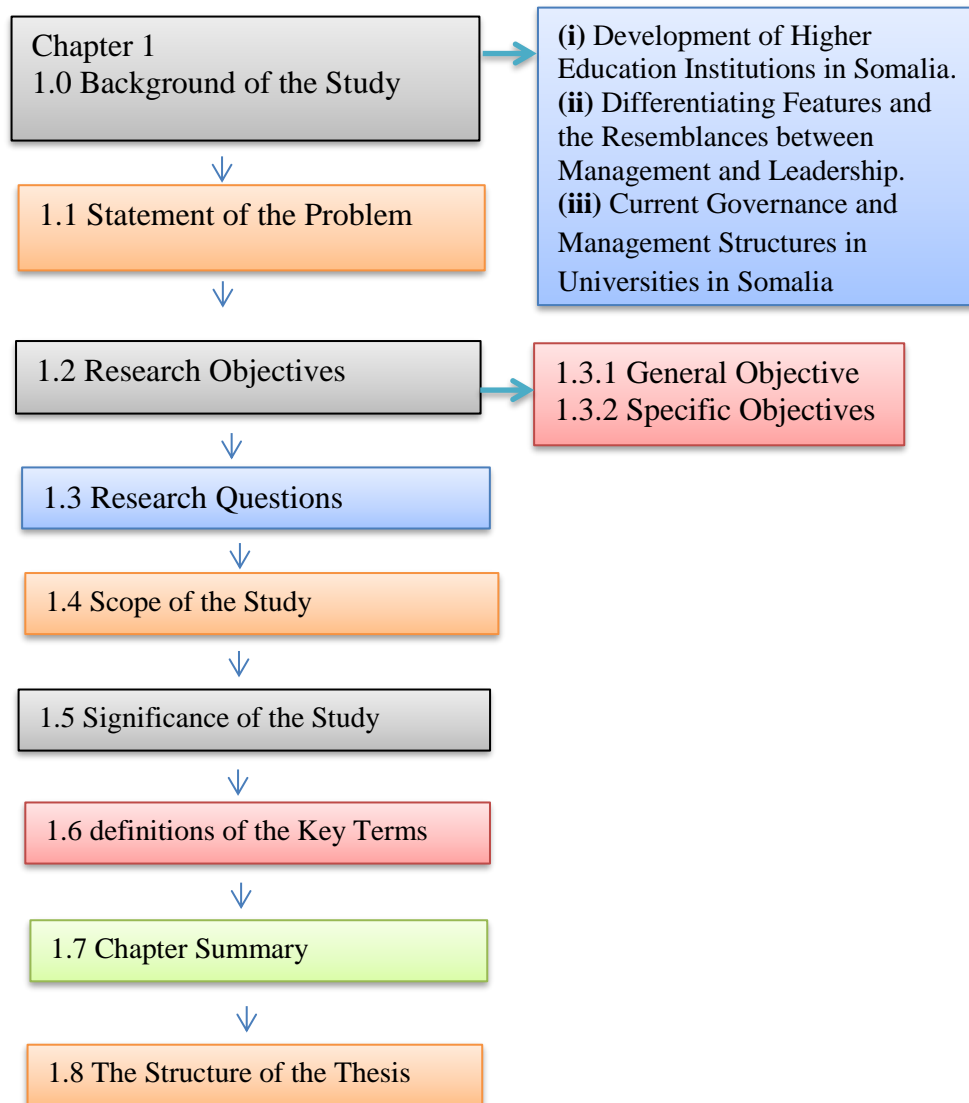 Chapter 1
1.0 Background of the Study
(i) Development of Higher
Education Institutions in Somalia.
(ii) Differentiating Features and
the Resemblances between
Management and Leadership.
(iii) Current Governance and
Management Structures in
Universities in Somalia
1.1 Statement of the Problem
1.2 Research Objectives
1.3.1 General Objective
1.3.2 Specific Objectives
1.3 Research Questions
1.4 Scope of the Study
1.5 Significance of the Study
1.6 definitions of the Key Terms
1.7 Chapter Summary
1.8 The Structure of the Thesis